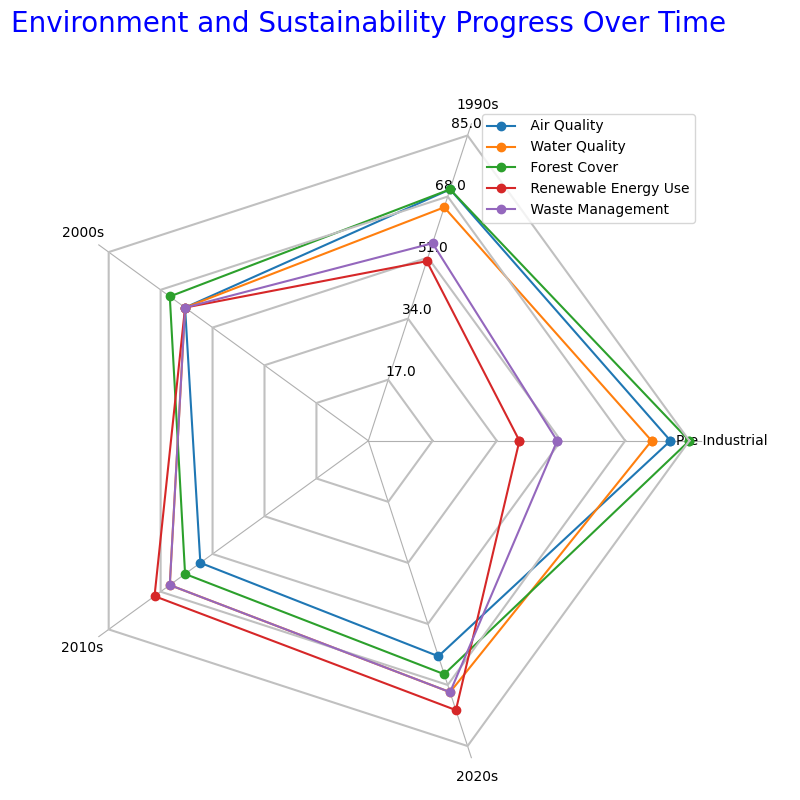 Environment and Sustainability Progress Over Time
1990s
85.0
Air Quality
Water Quality
Forest Cover
Renewable Energy Use
Waste Management
68.0
2000s
51.0
34.0
17.0
Pre Industrial
2010s
2020s